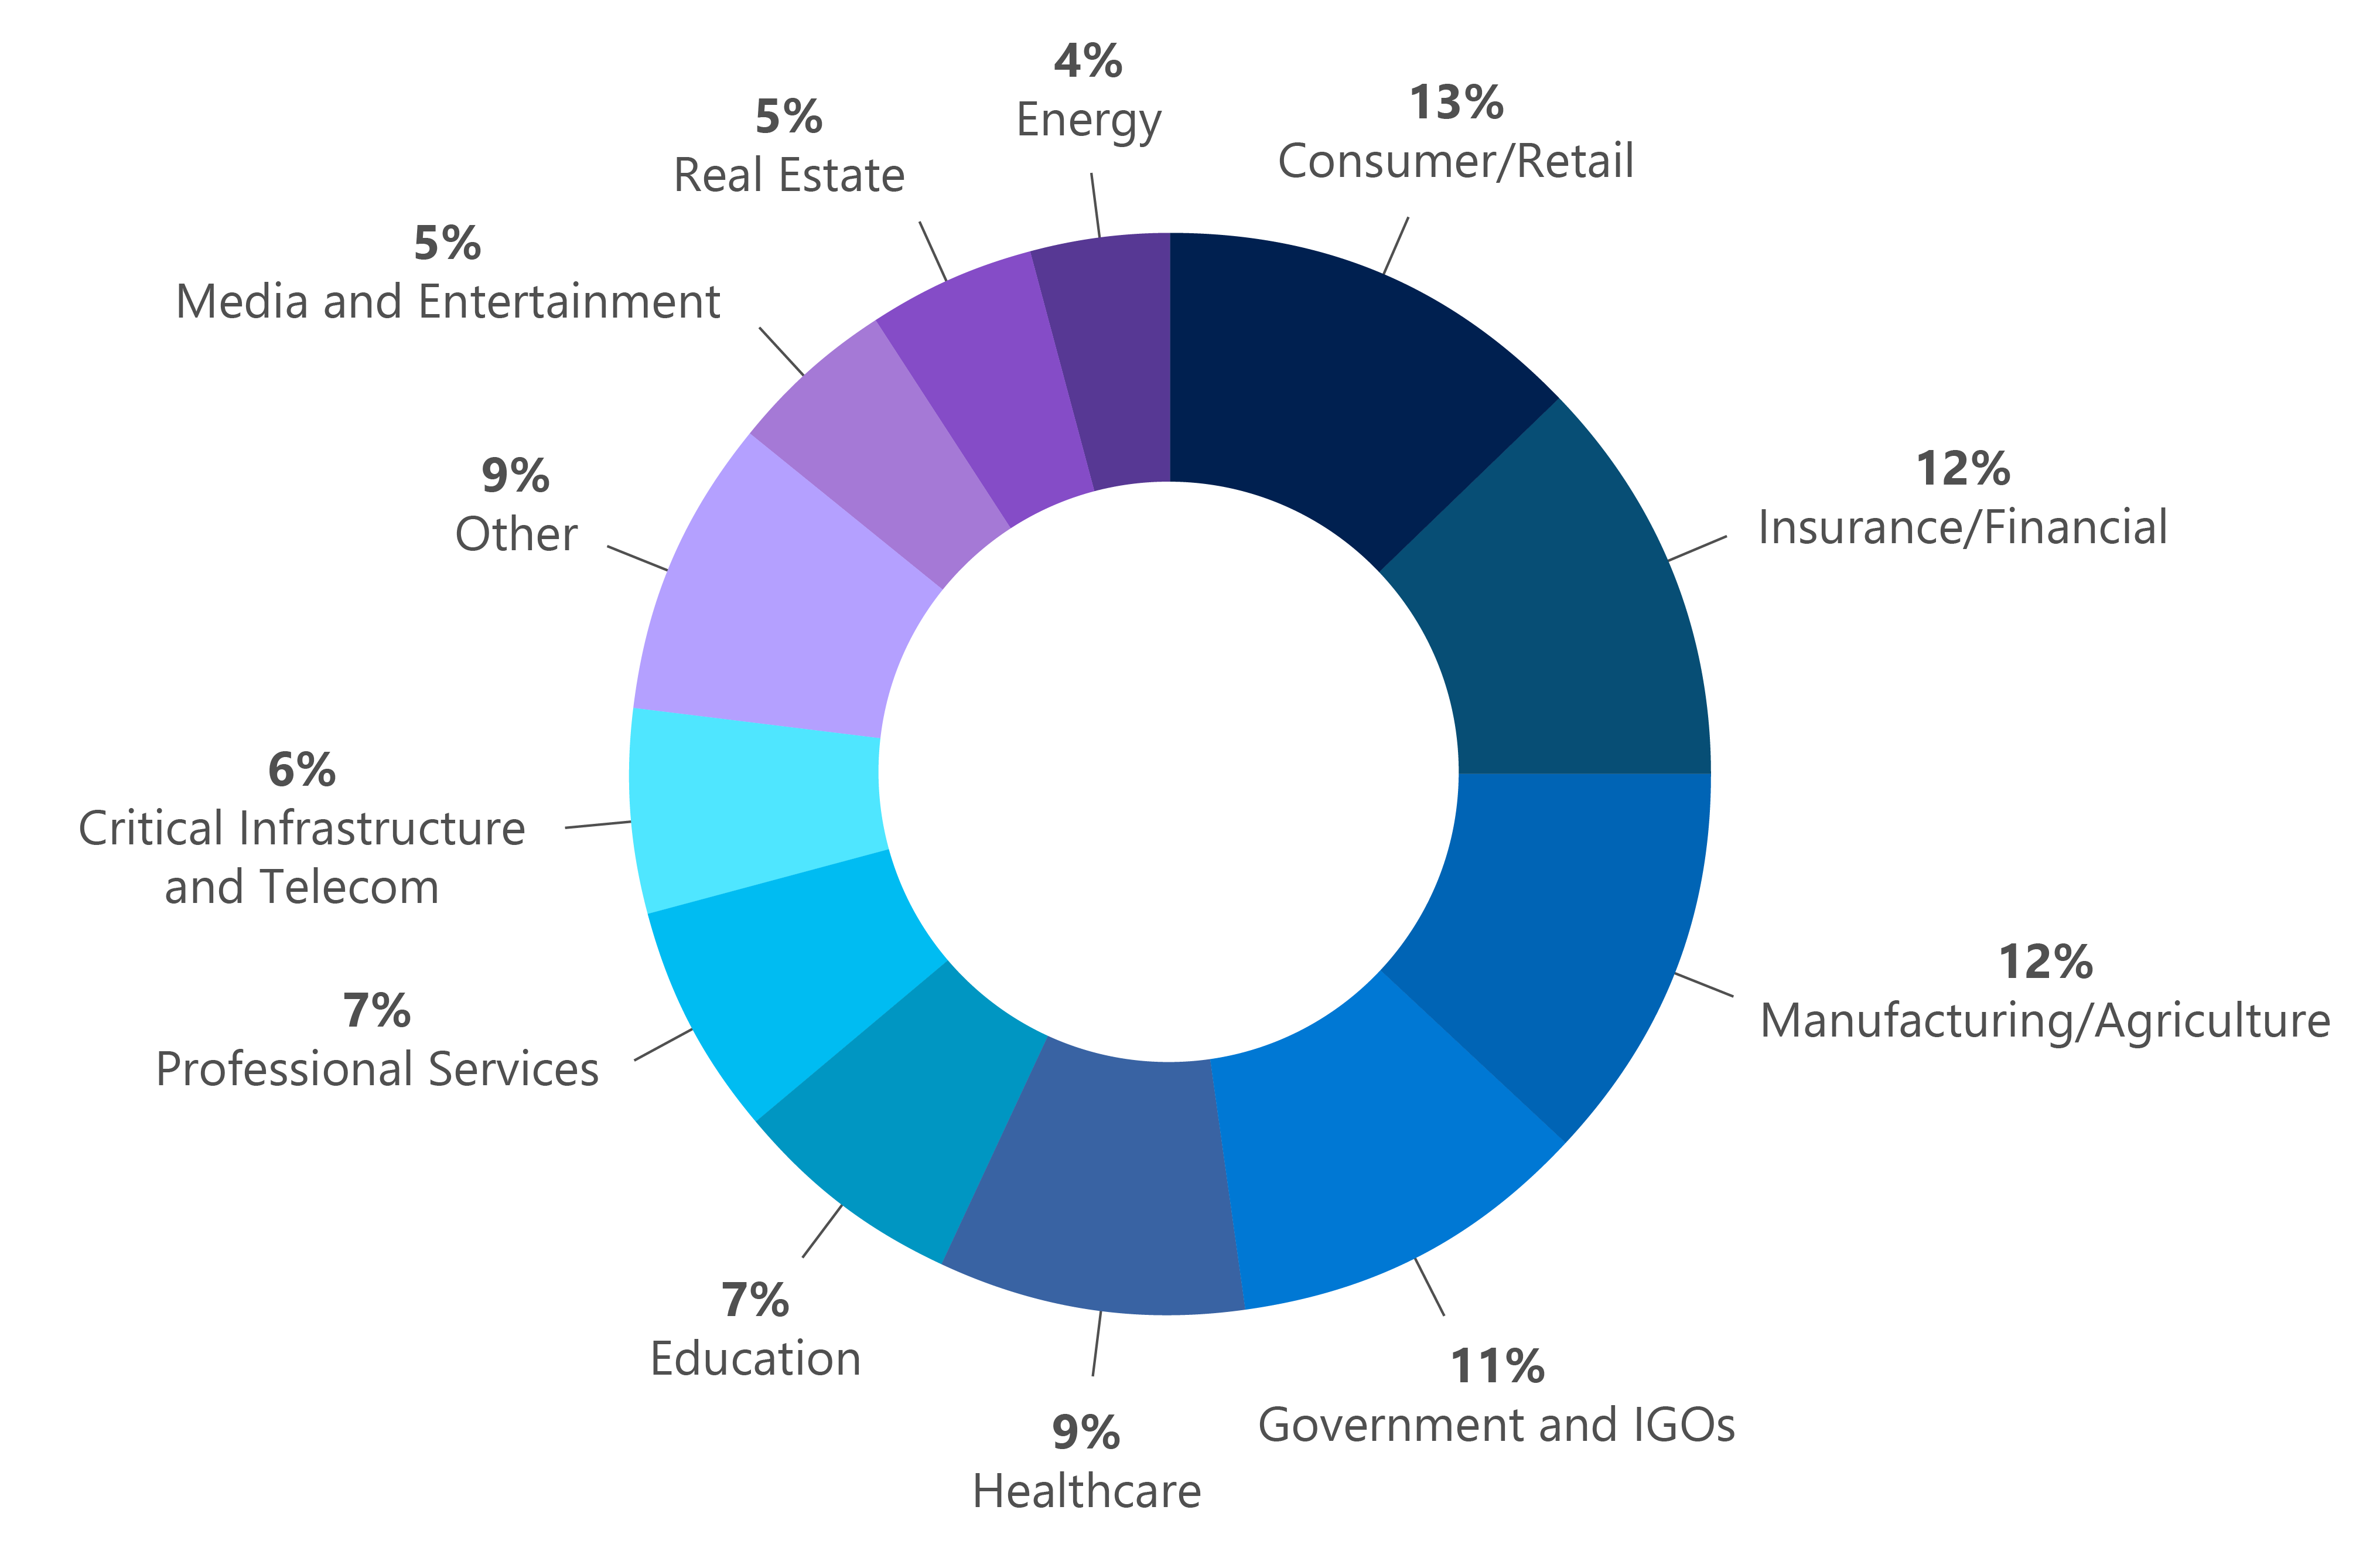 4%
Energy
13%
Consumer/Retail
12%
Insurance/Financial
12%
Manufacturing/Agriculture
11%
Government and IGOs
9%
Healthcare
7%
Education
7%
Professional Services
6%
Critical Infrastructure
and Telecom
9%
Other
5%
Media and Entertainment
5%
Real Estate